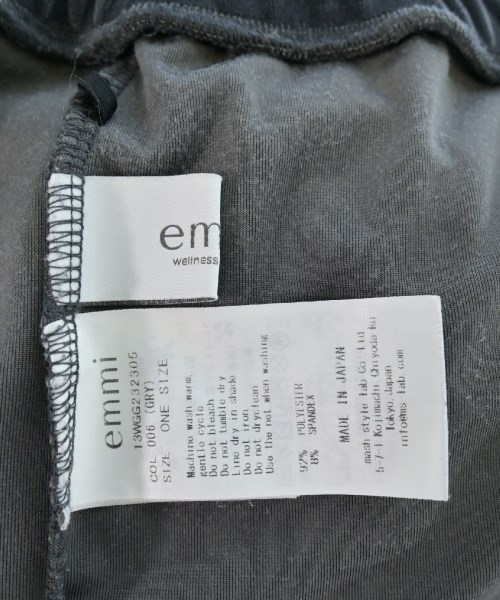 em
wellness
emmi
13WGG232305
COL 006 (GRY)
SIZE ONE SIZE
Machine wash warm,
gentle cycle
Do not bleach
Do not tumble dry
Line dry in shade
Do not iron
Do not dryclean
Use the net when washing
92% POLYESTER
8% SPANDEX
MADE IN JAPAN
mash style lab Co Ltd
5-7-1 Kojimachi Chiyoda ku
Tokyo Japan
info@ms lab.com